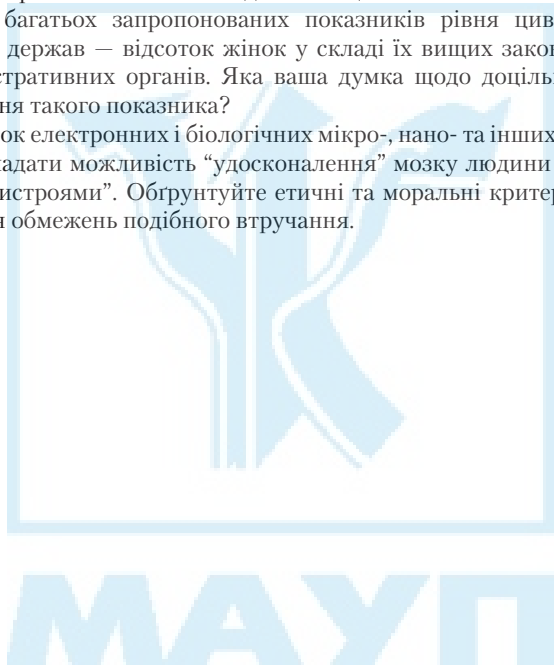 багатьох запропонованих показників рівня цив
держав — відсоток жінок у складі їх вищих закон
стративних органів. Яка ваша думка щодо доціль
ня такого показника?
ок електронних і біологічних мікро-, нано- та інших
адати можливість “удосконалення” мозку людини
истроями”. Обґрунтуйте етичні та моральні критер
я обмежень подібного втручання.
МАУП